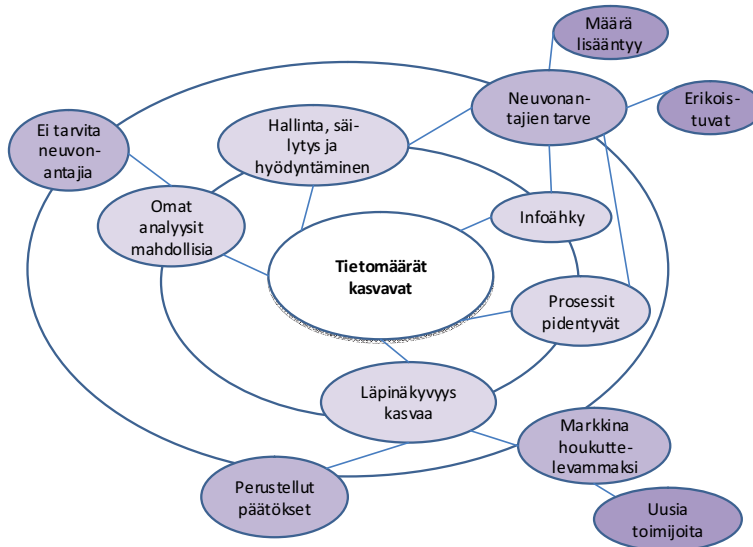 Määrä
lisääntyy
Neuvonan-
tajien tarve
Erikois-
tuvat
Ei tarvita
neuvon-
antajia
Hallinta, säi-
lytys ja
hyödyntäminen
Omat
analyysit
mahdollisia
Infoähky
Tietomäärät
kasvavat
Prosessit
pidentyvät
Läpinäkyvyys
kasvaa
Markkina
houkutte-
levammaksi
Perustellut
päätökset
Uusia
toimijoita